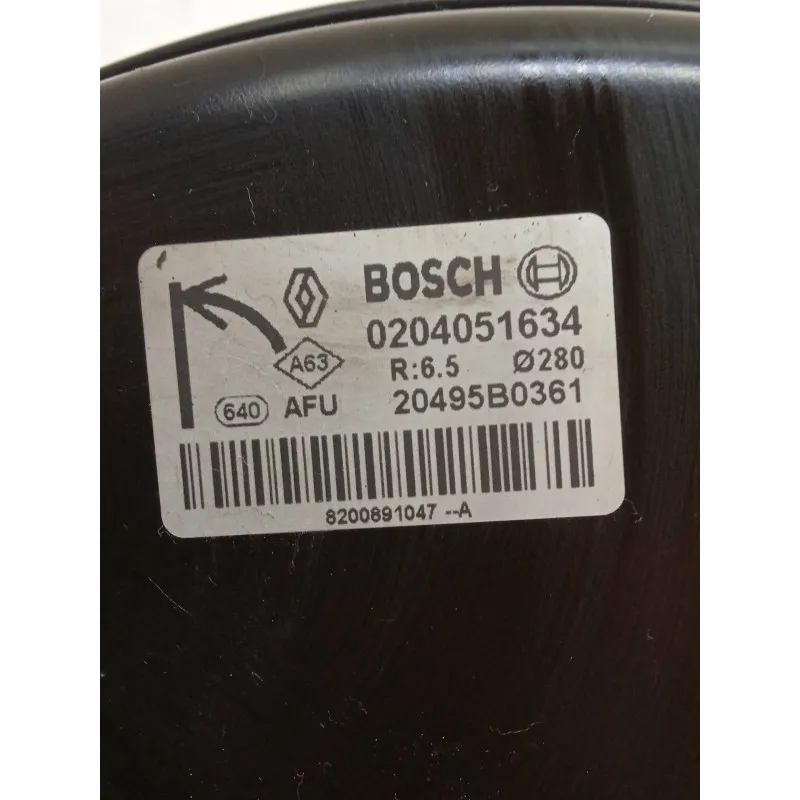 BOSCH
0204051634
A63
R:6.5 Ø280
640 AFU 20495B0361
8200891047 --A